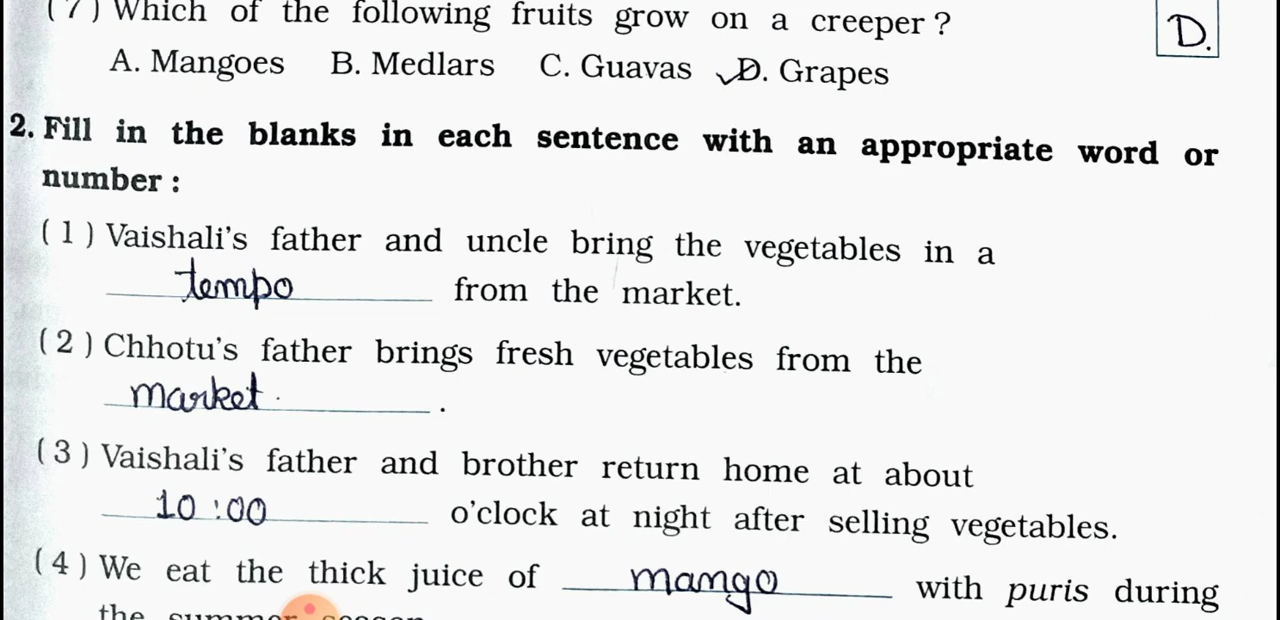 (7) Which of the following fruits grow on a creeper ?
D.
A. Mangoes B. Medlars C. Guavas ✓D. Grapes
2. Fill in the blanks in each sentence with an appropriate word or
number :
(1) Vaishali's father and uncle bring the vegetables in a
tempo from the market.
(2) Chhotu's father brings fresh vegetables from the
market.
(3) Vaishali's father and brother return home at about
10:00 o'clock at night after selling vegetables.
(4) We eat the thick juice of mango with puris during
the summer season